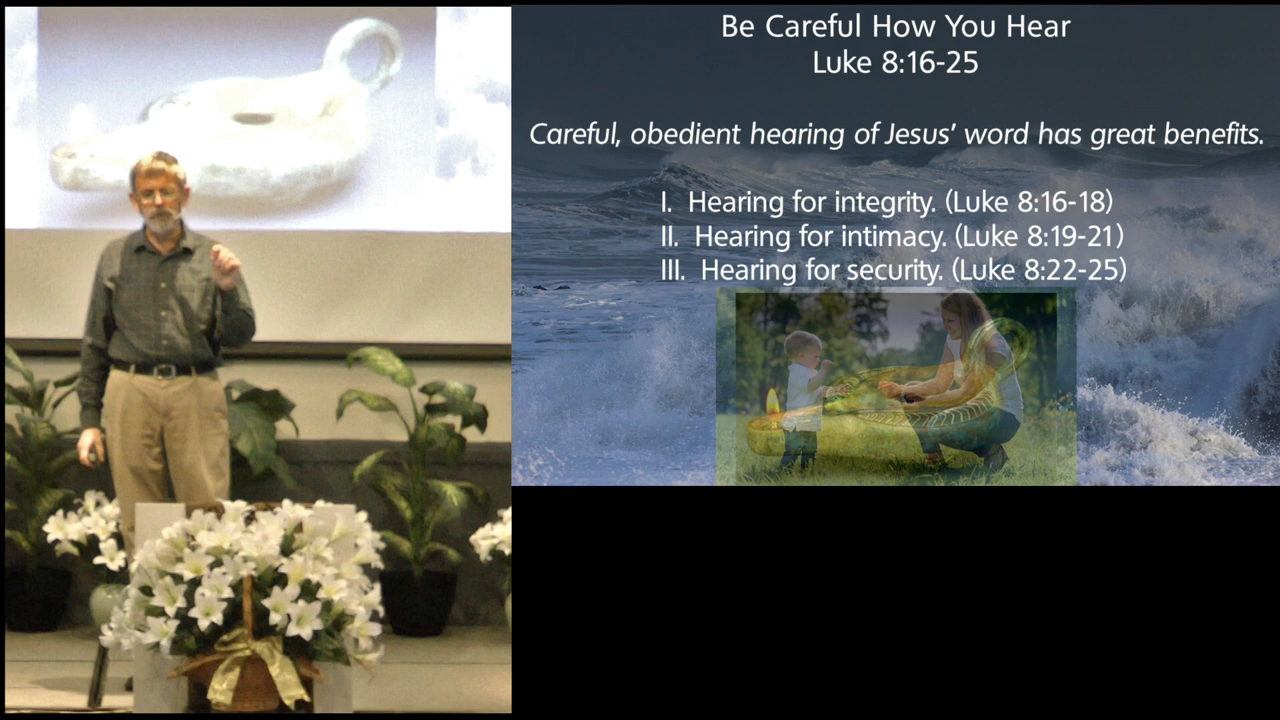 Be Careful How You Hear
Luke 8:16-25
Careful, obedient hearing of Jesus’ word has great benefits.
I. Hearing for integrity. (Luke 8:16-18)
II. Hearing for intimacy. (Luke 8:19-21)
III. Hearing for security. (Luke 8:22-25)